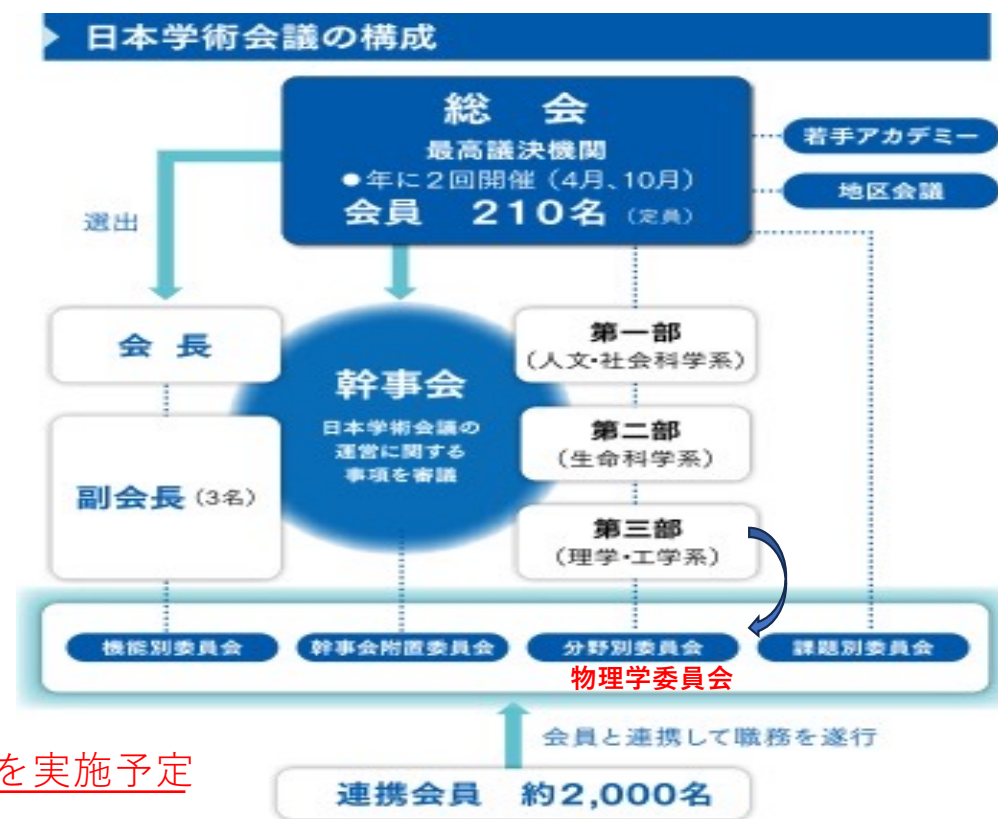 日本学術会議の構成
総 会
最高議決機関
●年に2回開催(4月、10月)
会員 210名(定員)
若手アカデミー
地区会議
選出
会 長
副会長(3名)
幹事会
日本学術会議の
運営に関する
事項を審議
第一部
(人文・社会科学系)
第二部
(生命科学系)
第三部
(理学・工学系)
機能別委員会
幹事会附置委員会
分野別委員会
課題別委員会
物理学委員会
会員と連携して職務を遂行
を実施予定
連携会員 約2,000名